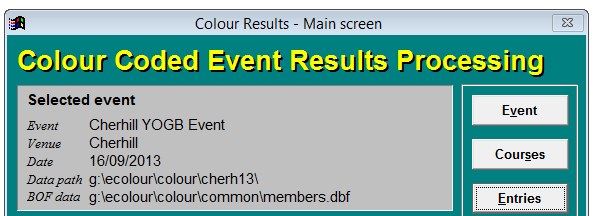 Colour Results - Main screen
Colour Coded Event Results Processing
Selected event
Event Cherhill YOGB Event
Venue Cherhill
Date 16/09/2013
Data path g:\ecolour\colour\cherh13\
BOF data g:\ecolour\colour\common\members.dbf
Event
Courses
Entries